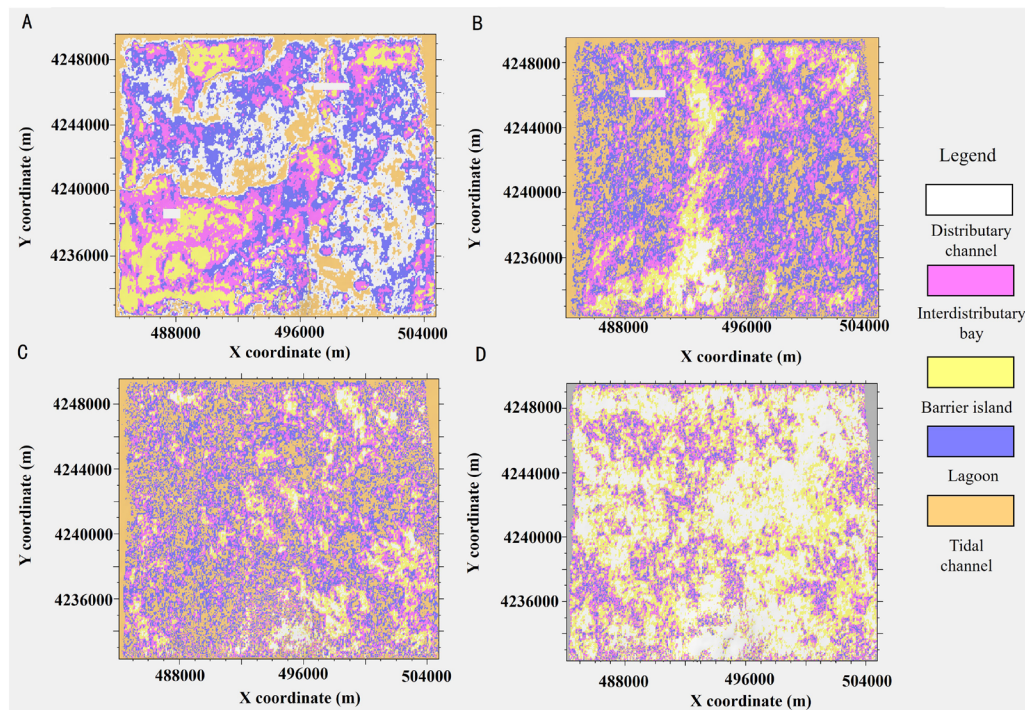 A
4248000
4244000
4240000
4236000
Y coordinate (m)
488000 496000 504000
X coordinate (m)
B
4248000
4244000
4240000
4236000
Y coordinate (m)
488000 496000 504000
X coordinate (m)
C
4248000
4244000
4240000
4236000
Y coordinate (m)
488000 496000 504000
X coordinate (m)
D
4248000
4244000
4240000
4236000
Y coordinate (m)
488000 496000 504000
X coordinate (m)
Legend
Distributary
channel
Interdistributary
bay
Barrier island
Lagoon
Tidal
channel